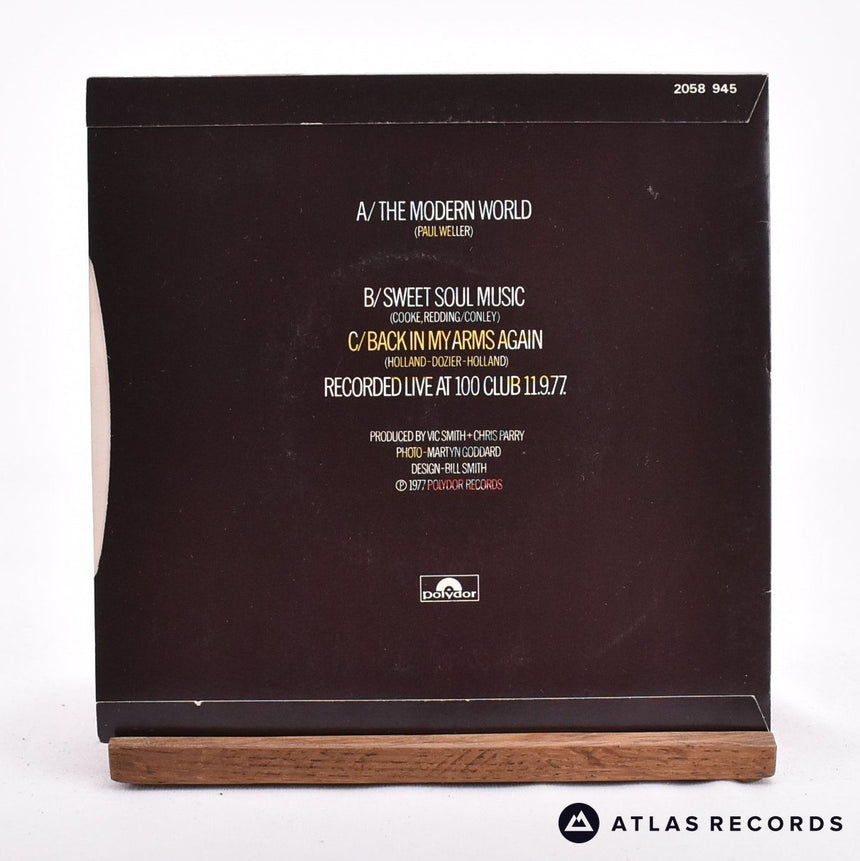 2058 945
A/ THE MODERN WORLD
(PAUL WELLER)
B/ SWEET SOUL MUSIC
(COOKE, REDDING/CONLEY)
C/ BACK IN MY ARMS AGAIN
(HOLLAND-DOZIER-HOLLAND)
RECORDED LIVE AT 100 CLUB 11.9.77.
PRODUCED BY VIC SMITH + CHRIS PARRY
PHOTO-MARTYN GODDARD
DESIGN-BILL SMITH
Ⓟ 1977 POLYDOR RECORDS
polydor
ATLAS RECORDS